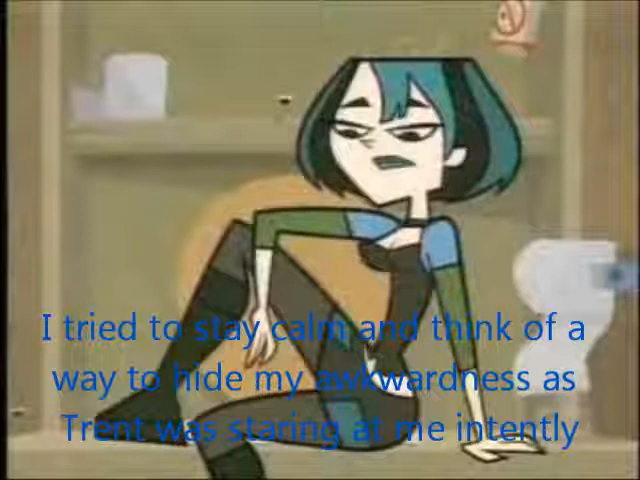 I tried to stay calm and think of a
way to hide my awkwardness as
Trent was staring at me intently